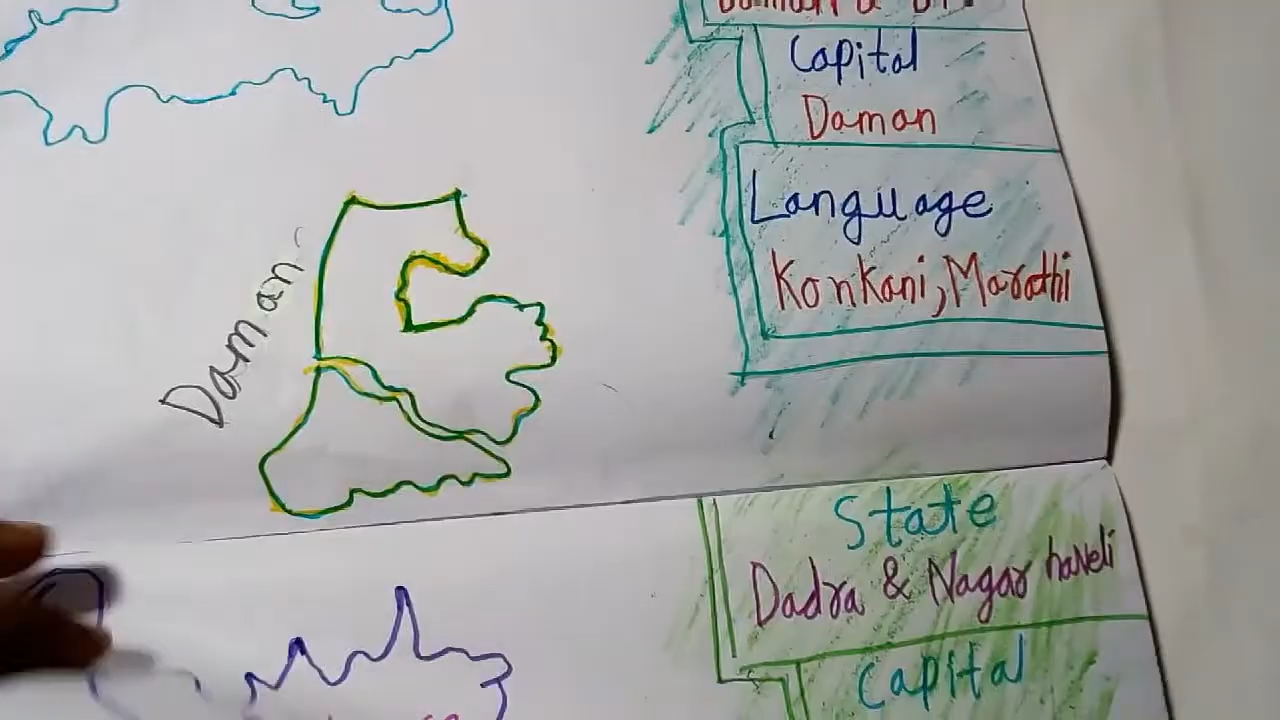 Capital
Daman
Language
Konkani, Marathi
Daman
State
Dadra & Nagar haveli
Capital